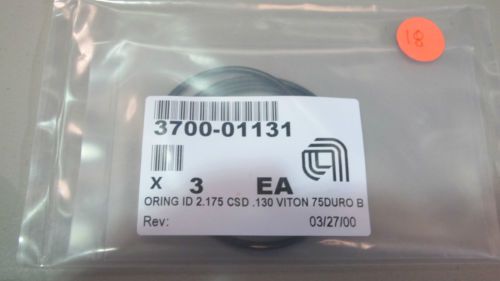 18
3700-01131
X 3 EA
ORING ID 2.175 CSD .130 VITON 75DURO B
Rev: 03/27/00